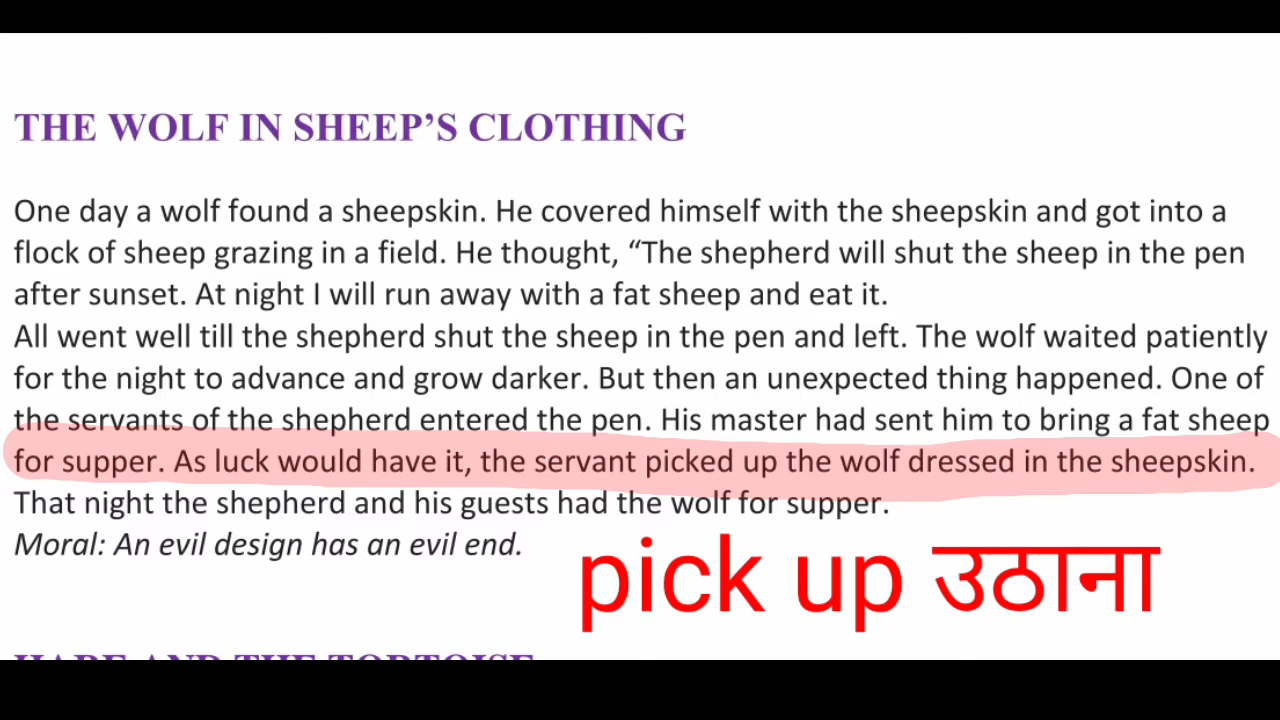 THE WOLF IN SHEEP’S CLOTHING
One day a wolf found a sheepskin. He covered himself with the sheepskin and got into a
flock of sheep grazing in a field. He thought, “The shepherd will shut the sheep in the pen
after sunset. At night I will run away with a fat sheep and eat it.
All went well till the shepherd shut the sheep in the pen and left. The wolf waited patiently
for the night to advance and grow darker. But then an unexpected thing happened. One of
the servants of the shepherd entered the pen. His master had sent him to bring a fat sheep
for supper. As luck would have it, the servant picked up the wolf dressed in the sheepskin.
That night the shepherd and his guests had the wolf for supper.
Moral: An evil design has an evil end.
pick up उठाना
HARE AND THE TORTOISE